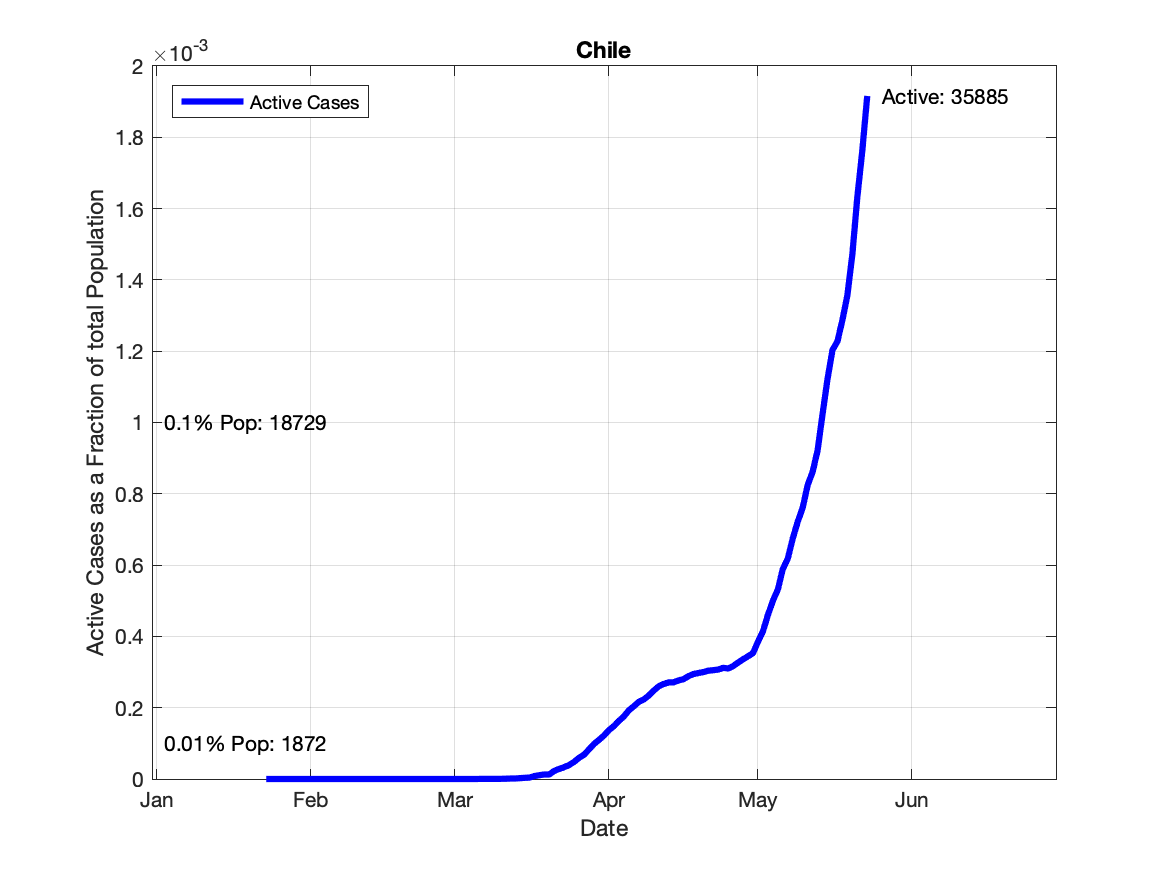 Chile
×10-3
2
1.8
1.6
1.4
1.2
1
0.8
0.6
0.4
0.2
0
Active Cases as a Fraction of total Population
Active Cases
Active: 35885
0.1% Pop: 18729
0.01% Pop: 1872
Jan Feb Mar Apr May Jun
Date